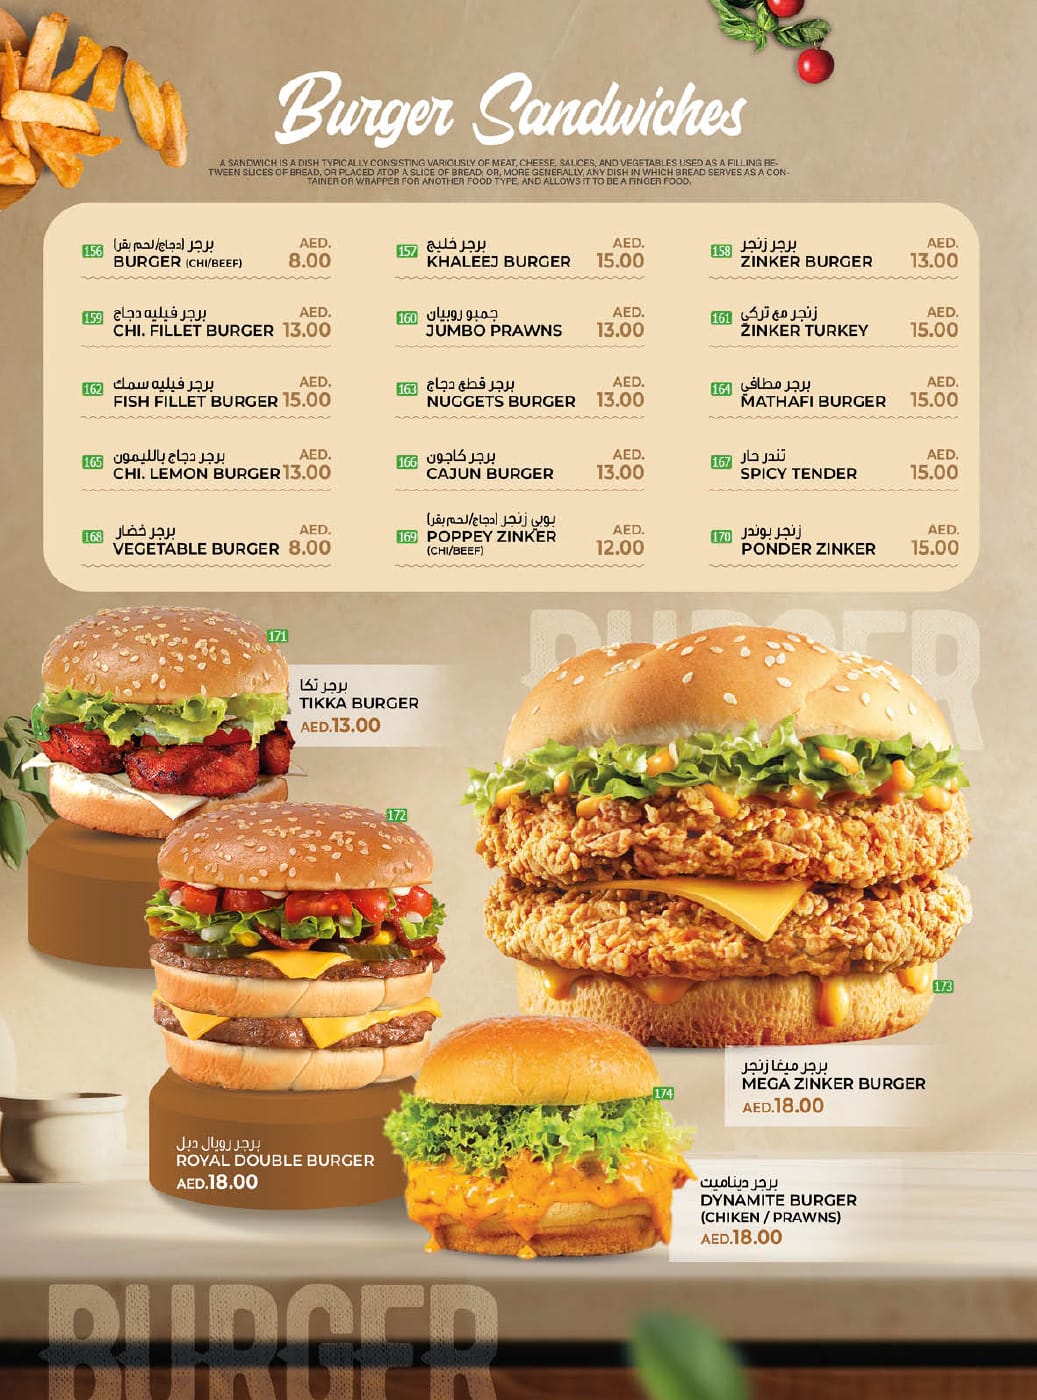 Burger Sandwiches
A SANDWICH IS A DISH TYPICALLY CONSISTING VARIOUSLY OF MEAT, CHEESE, SAUCES, AND VEGETABLES USED AS A FILLING BE-
TWEEN SLICES OF BREAD, OR PLACED ATOP A SLICE OF BREAD; OR, MORE GENERALLY, ANY DISH IN WHICH BREAD SERVES AS A CON-
TAINER OR WRAPPER FOR ANOTHER FOOD TYPE, AND ALLOWS IT TO BE A FINGER FOOD.
156 برجر (دجاج/لحم بقر) AED.
BURGER (CHI/BEEF) 8.00
157 برجر خليج AED.
KHALEEJ BURGER 15.00
158 برجر زنجر AED.
ZINKER BURGER 13.00
159 برجر فيليه دجاج AED.
CHI. FILLET BURGER 13.00
160 جمبو روبيان AED.
JUMBO PRAWNS 13.00
161 زنجر مع تركي AED.
ZINKER TURKEY 15.00
162 برجر فيليه سمك AED.
FISH FILLET BURGER 15.00
163 برجر قطع دجاج AED.
NUGGETS BURGER 13.00
164 برجر مطافي AED.
MATHAFI BURGER 15.00
165 برجر دجاج بالليمون AED.
CHI. LEMON BURGER 13.00
166 برجر كاجون AED.
CAJUN BURGER 13.00
167 تندر حار AED.
SPICY TENDER 15.00
168 برجر خضار AED.
VEGETABLE BURGER 8.00
169 بوبي زنجر (دجاج/لحم بقر) AED.
POPPEY ZINKER
(CHI/BEEF) 12.00
170 زنجر بوندر AED.
PONDER ZINKER 15.00
BURGER
171
برجر تكا
TIKKA BURGER
AED.13.00
172
برجر رويال دبل
ROYAL DOUBLE BURGER
AED.18.00
173
برجر ميغا زنجر
MEGA ZINKER BURGER
AED.18.00
174
برجر ديناميت
DYNAMITE BURGER
(CHIKEN / PRAWNS)
AED.18.00
BURGER